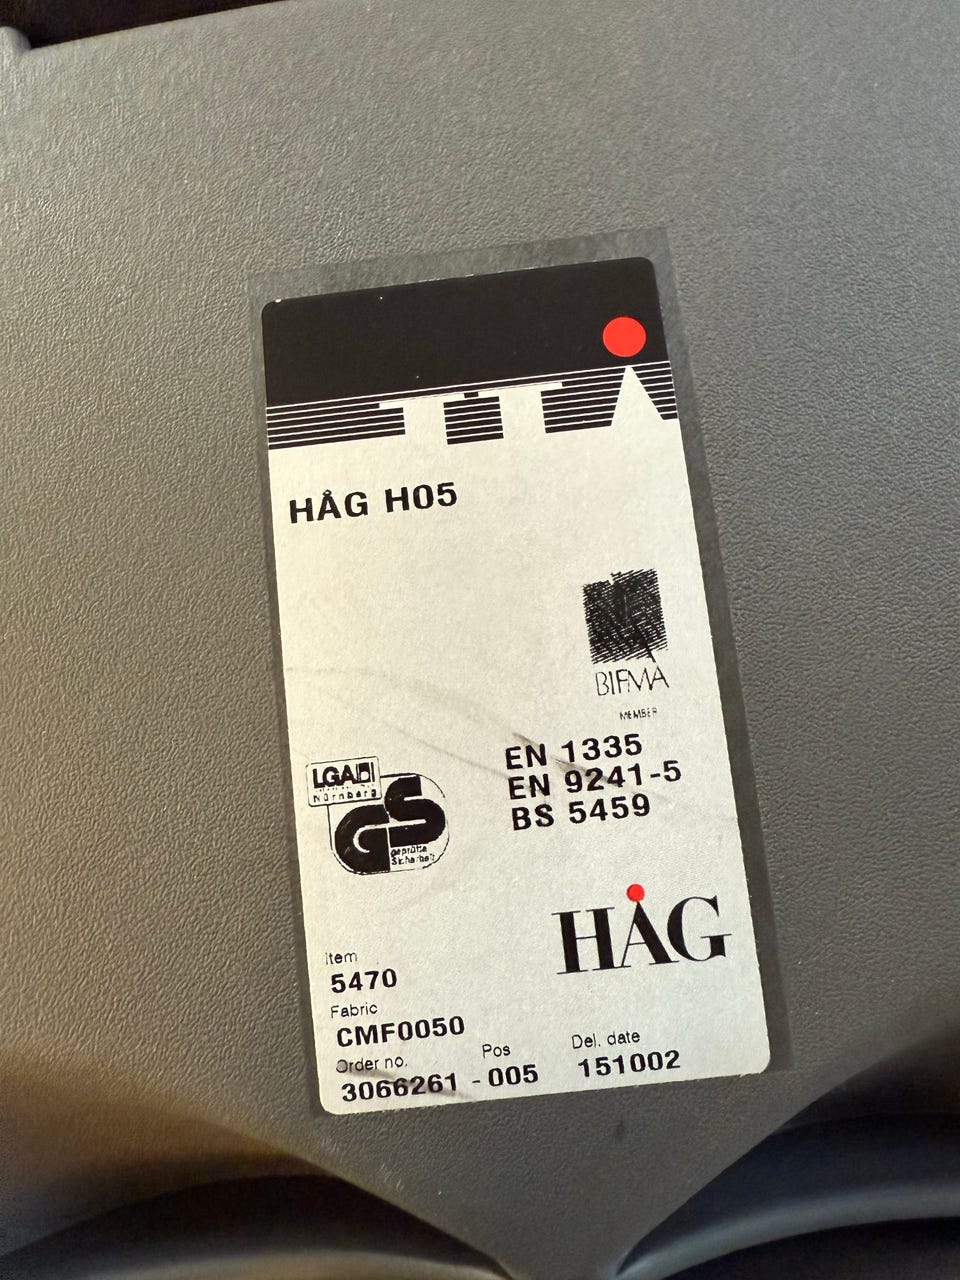 HÅG H05
BIFMA
MEMBER
EN 1335
EN 9241-5
BS 5459
LGA
Nürnberg
GS
geprüfte
Sicherheit
HÅG
Item
5470
Fabric
CMF0050
Order no. Pos Del. date
3066261 - 005 151002